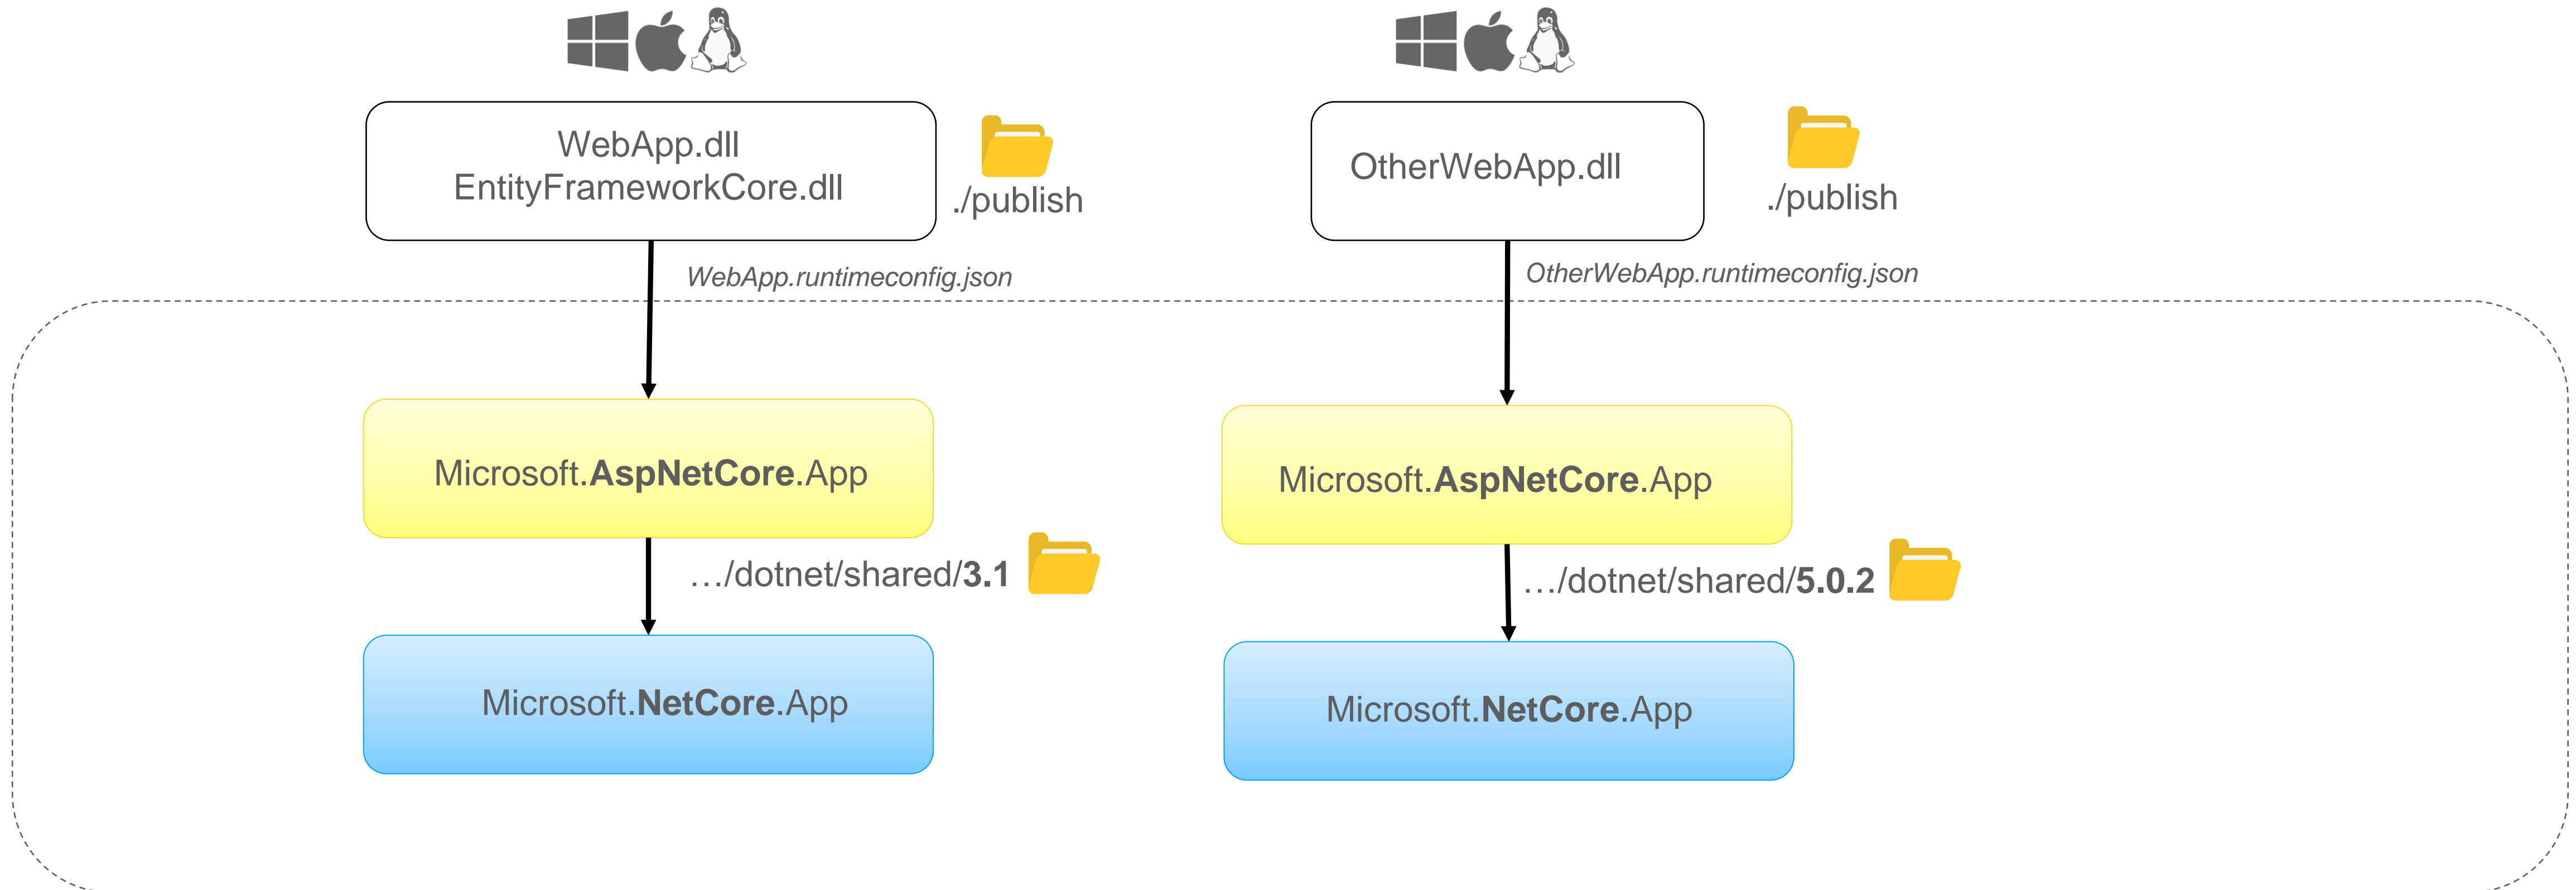 WebApp.dll
EntityFrameworkCore.dll
./publish
OtherWebApp.dll
./publish
WebApp.runtimeconfig.json
OtherWebApp.runtimeconfig.json
Microsoft.AspNetCore.App
Microsoft.AspNetCore.App
…/dotnet/shared/3.1
…/dotnet/shared/5.0.2
Microsoft.NetCore.App
Microsoft.NetCore.App